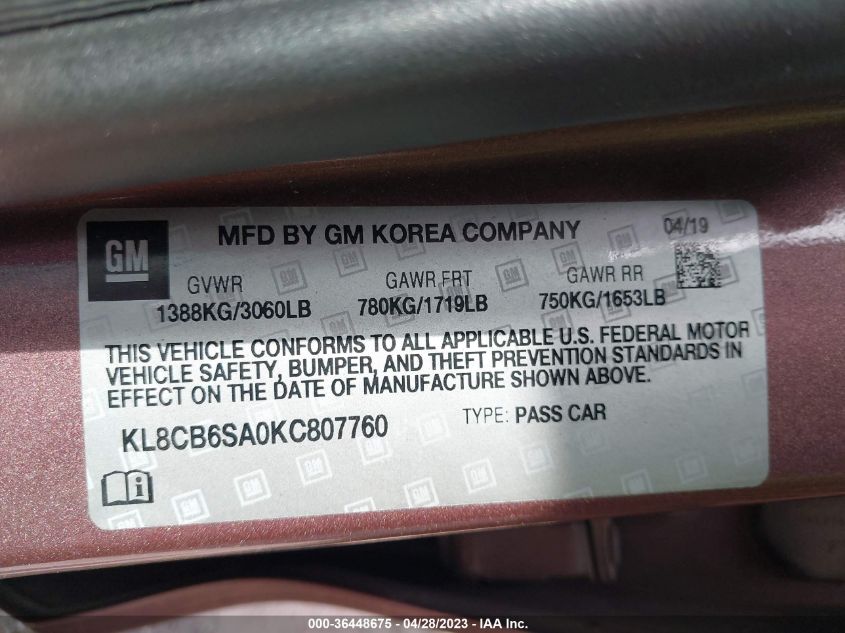 GM
MFD BY GM KOREA COMPANY
04/19
GVWR
1388KG/3060LB
GAWR FRT
780KG/1719LB
GAWR RR
750KG/1653LB
THIS VEHICLE CONFORMS TO ALL APPLICABLE U.S. FEDERAL MOTOR
VEHICLE SAFETY, BUMPER, AND THEFT PREVENTION STANDARDS IN
EFFECT ON THE DATE OF MANUFACTURE SHOWN ABOVE.
KL8CB6SA0KC807760
TYPE: PASS CAR
000-36448675 / 04/28/2023 - IAA Inc.